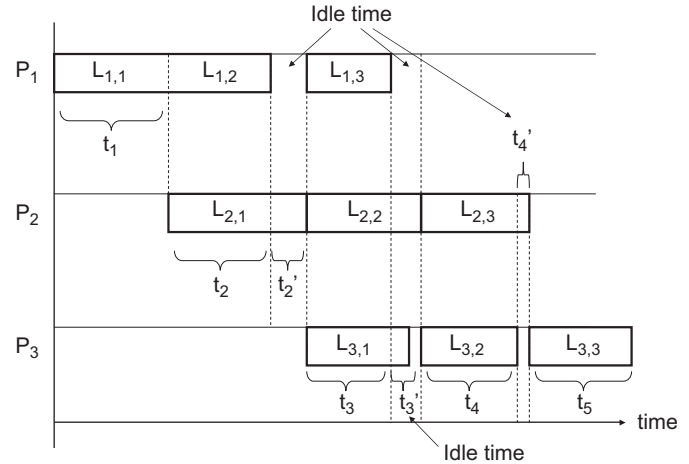 Idle time
P₁ L₁,₁ L₁,₂ L₁,₃
t₁ t₄'
P₂ L₂,₁ L₂,₂ L₂,₃
t₂ t₂'
P₃ L₃,₁ L₃,₂ L₃,₃
t₃ t₃' t₄ t₅
time
Idle time